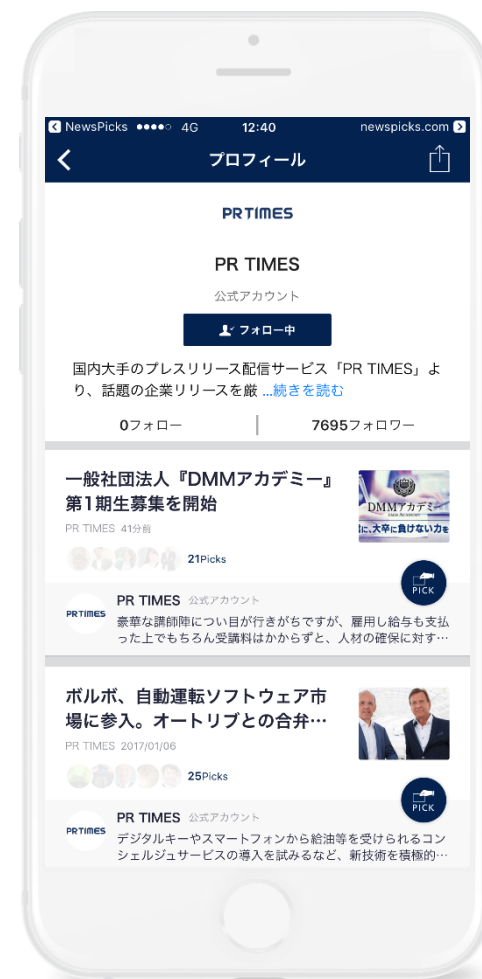 NewsPicks 4G 12:40 newspicks.com
プロフィール
PR TIMES
PR TIMES
公式アカウント
フォロー中
国内大手のプレスリリース配信サービス「PR TIMES」よ
り、話題の企業リリースを厳 ...続きを読む
0フォロー 7695フォロワー
一般社団法人『DMMアカデミー』
第1期生募集を開始
DMMアカデミー
に、大卒に負けない力を
PR TIMES 41分前
21Picks
PICK
PR TIMES
PR TIMES 公式アカウント
豪華な講師陣につい目が行きがちですが、雇用し給与も支払
った上でもちろん受講料はかからずと、人材の確保に対す…
ボルボ、自動運転ソフトウェア市
場に参入。オートリブとの合弁…
PR TIMES 2017/01/06
25Picks
PICK
PR TIMES
PR TIMES 公式アカウント
デジタルキーやスマートフォンから給油等を受けられるコン
シェルジュサービスの導入を試みるなど、新技術を積極的…